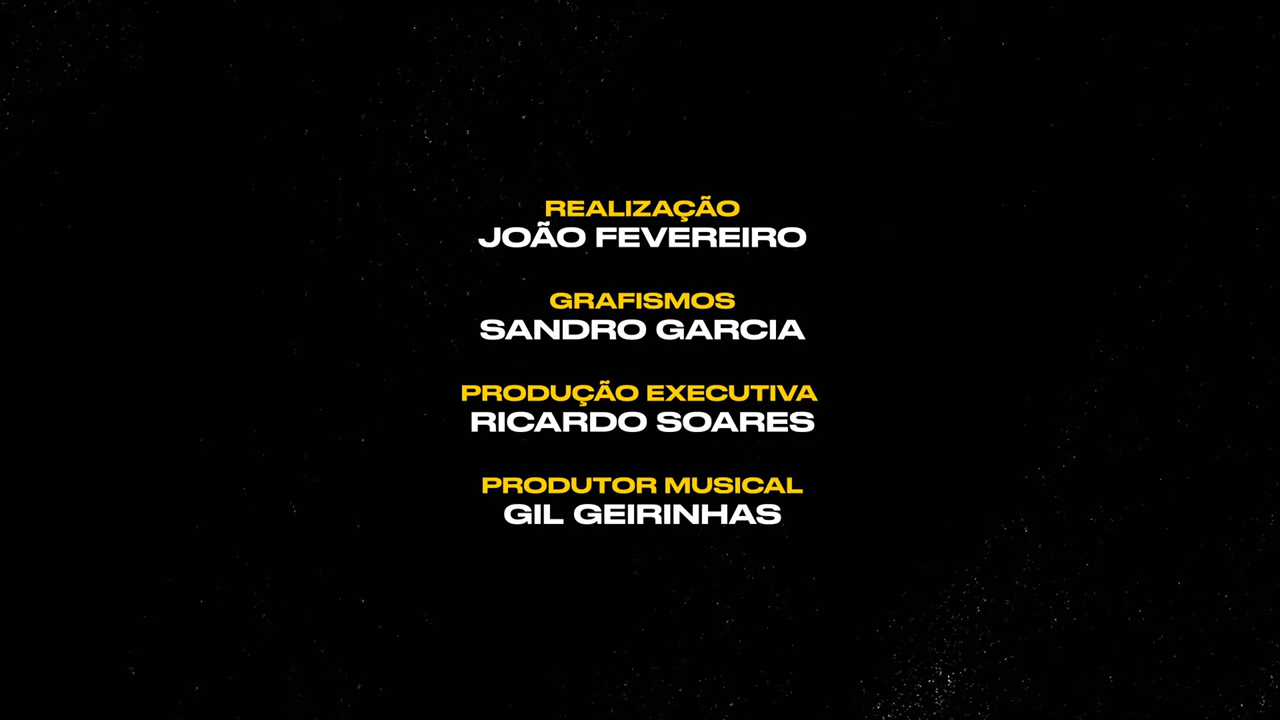 REALIZAÇÃO
JOÃO FEVEREIRO
GRAFISMOS
SANDRO GARCIA
PRODUÇÃO EXECUTIVA
RICARDO SOARES
PRODUTOR MUSICAL
GIL GEIRINHAS